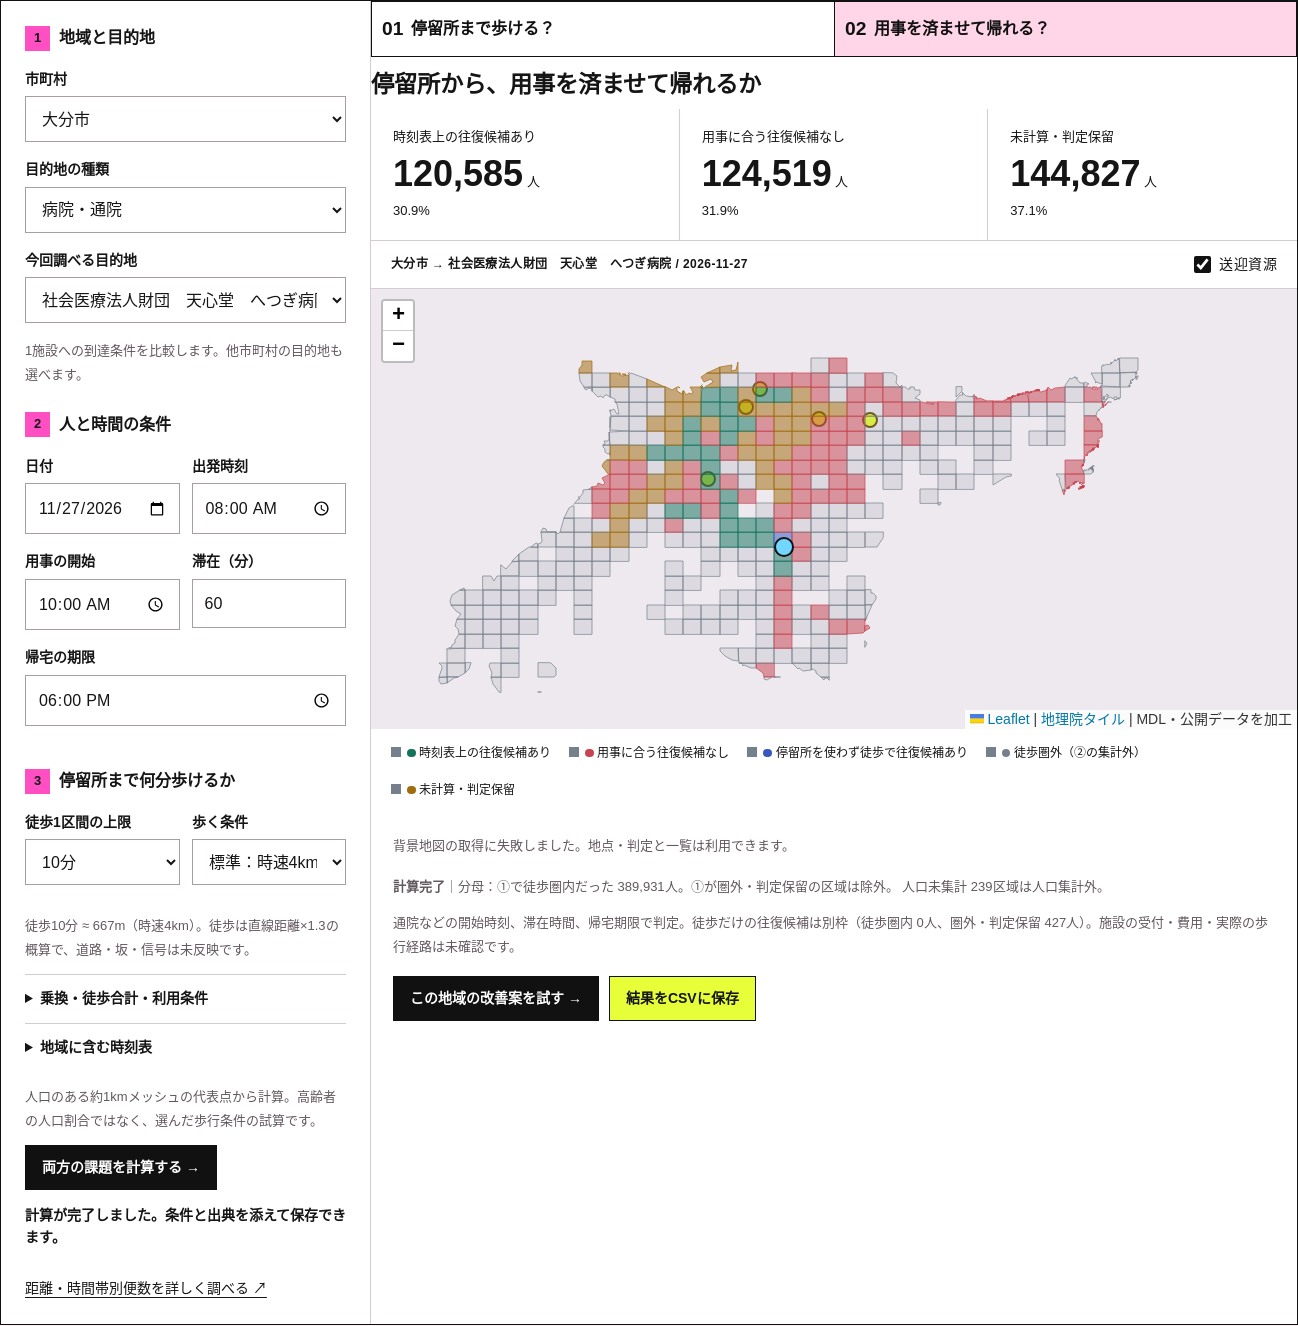 1 地域と目的地
市町村
大分市
目的地の種類
病院・通院
今回調べる目的地
社会医療法人財団　天心堂　へつぎ病院
1施設への到達条件を比較します。他市町村の目的地も
選べます。
2 人と時間の条件
日付 出発時刻
11/27/2026 08:00 AM
用事の開始 滞在（分）
10:00 AM 60
帰宅の期限
06:00 PM
3 停留所まで何分歩けるか
徒歩1区間の上限 歩く条件
10分 標準：時速4km
徒歩10分 ≈ 667m（時速4km）。徒歩は直線距離×1.3の
概算で、道路・坂・信号は未反映です。
▶ 乗換・徒歩合計・利用条件
▶ 地域に含む時刻表
人口のある約1kmメッシュの代表点から計算。高齢者
の人口割合ではなく、選んだ歩行条件の試算です。
両方の課題を計算する →
計算が完了しました。条件と出典を添えて保存でき
ます。
距離・時間帯別便数を詳しく調べる ↗
01 停留所まで歩ける？
02 用事を済ませて帰れる？
停留所から、用事を済ませて帰れるか
時刻表上の往復候補あり
120,585 人
30.9%
用事に合う往復候補なし
124,519 人
31.9%
未計算・判定保留
144,827 人
37.1%
大分市 → 社会医療法人財団　天心堂　へつぎ病院 / 2026-11-27
送迎資源
+
−
Leaflet | 地理院タイル | MDL・公開データを加工
時刻表上の往復候補あり 用事に合う往復候補なし 停留所を使わず徒歩で往復候補あり 徒歩圏外（②の集計外）
未計算・判定保留
背景地図の取得に失敗しました。地点・判定と一覧は利用できます。
計算完了｜分母：①で徒歩圏内だった 389,931人。①が圏外・判定保留の区域は除外。 人口未集計 239区域は人口集計外。
通院などの開始時刻、滞在時間、帰宅期限で判定。徒歩だけの往復候補は別枠（徒歩圏内 0人、圏外・判定保留 427人）。施設の受付・費用・実際の歩
行経路は未確認です。
この地域の改善案を試す →
結果をCSVに保存